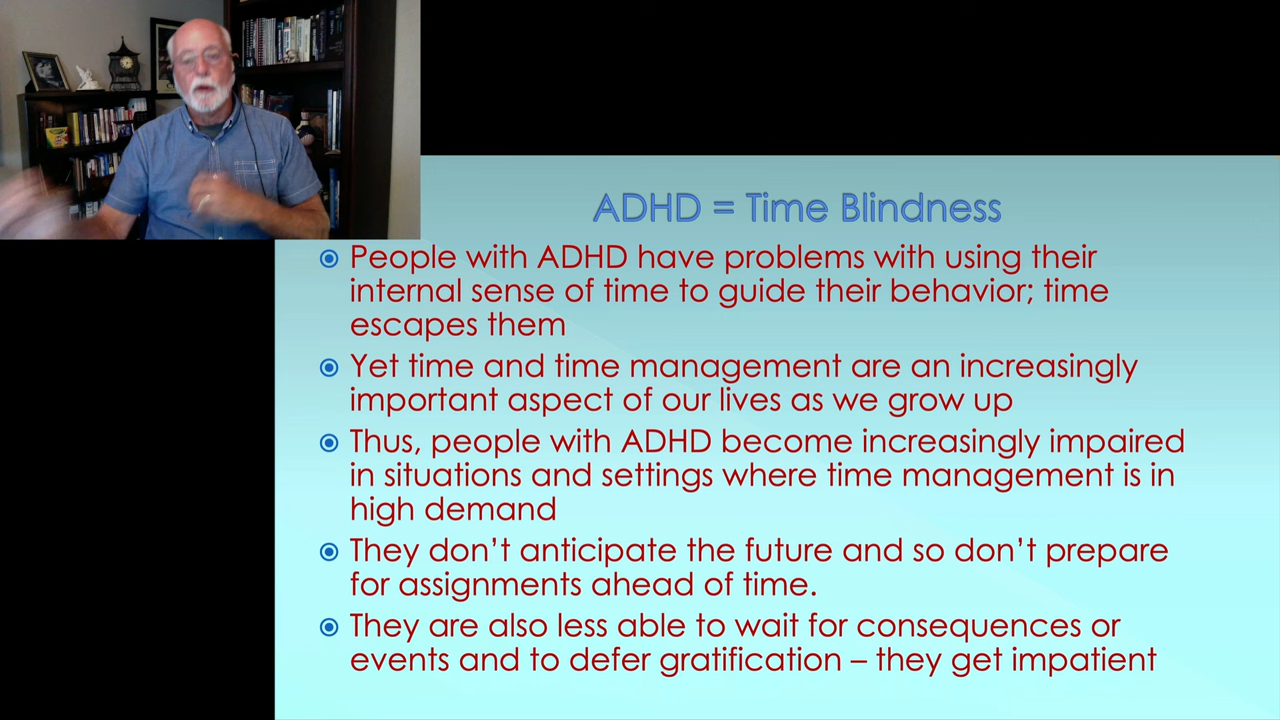 ADHD = Time Blindness
People with ADHD have problems with using their
internal sense of time to guide their behavior; time
escapes them
Yet time and time management are an increasingly
important aspect of our lives as we grow up
Thus, people with ADHD become increasingly impaired
in situations and settings where time management is in
high demand
They don’t anticipate the future and so don’t prepare
for assignments ahead of time.
They are also less able to wait for consequences or
events and to defer gratification – they get impatient